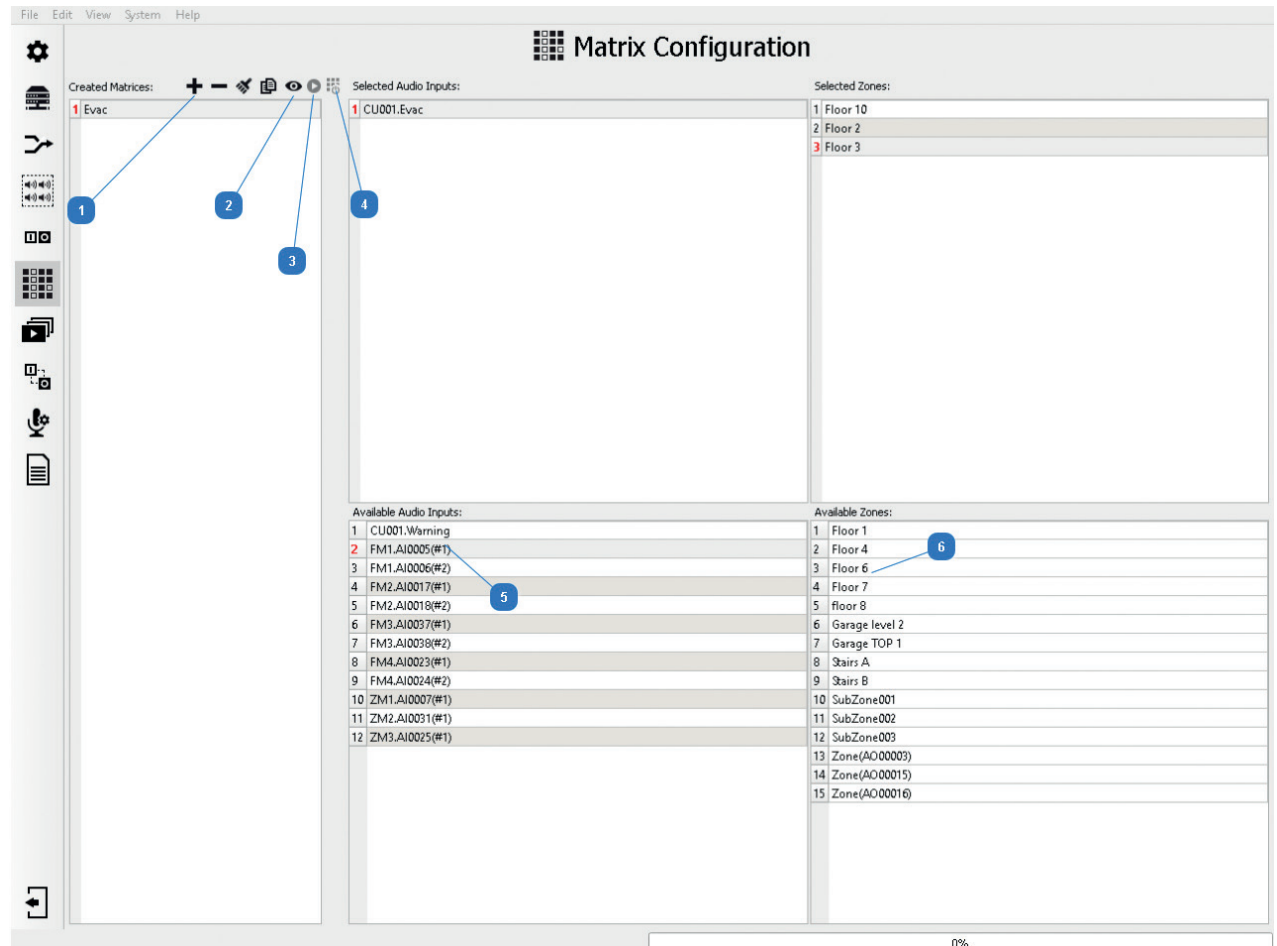 File Edit View System Help
Matrix Configuration
Created Matrices:
1 Evac
Selected Audio Inputs:
1 CU001.Evac
Selected Zones:
1 Floor 10
2 Floor 2
3 Floor 3
1
2
3
4
Available Audio Inputs:
1 CU001.Warning
2 FM1.AI0005(#1)
3 FM1.AI0006(#2)
4 FM2.AI0017(#1)
5 FM2.AI0018(#2)
6 FM3.AI0037(#1)
7 FM3.AI0038(#2)
8 FM4.AI0023(#1)
9 FM4.AI0024(#2)
10 ZM1.AI0007(#1)
11 ZM2.AI0031(#1)
12 ZM3.AI0025(#1)
5
Available Zones:
1 Floor 1
2 Floor 4
3 Floor 6
4 Floor 7
5 floor 8
6 Garage level 2
7 Garage TOP 1
8 Stairs A
9 Stairs B
10 SubZone001
11 SubZone002
12 SubZone003
13 Zone(AO00003)
14 Zone(AO00015)
15 Zone(AO00016)
6
0%